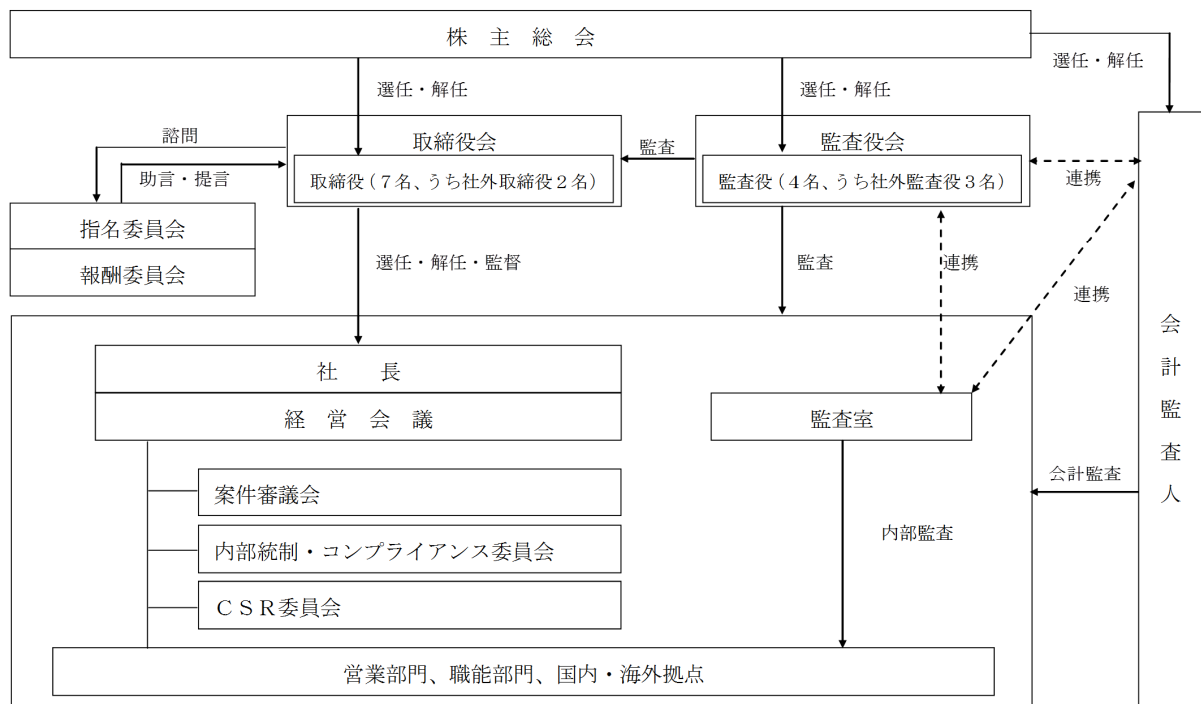 株主総会
選任・解任
選任・解任
選任・解任
諮問
取締役会
監査
監査役会
助言・提言
取締役(7名、うち社外取締役2名)
監査役(4名、うち社外監査役3名)
連携
指名委員会
報酬委員会
選任・解任・監督
監査
連携
連携
会計監査人
社長
経営会議
監査室
案件審議会
会計監査
内部統制・コンプライアンス委員会
内部監査
CSR委員会
営業部門、職能部門、国内・海外拠点